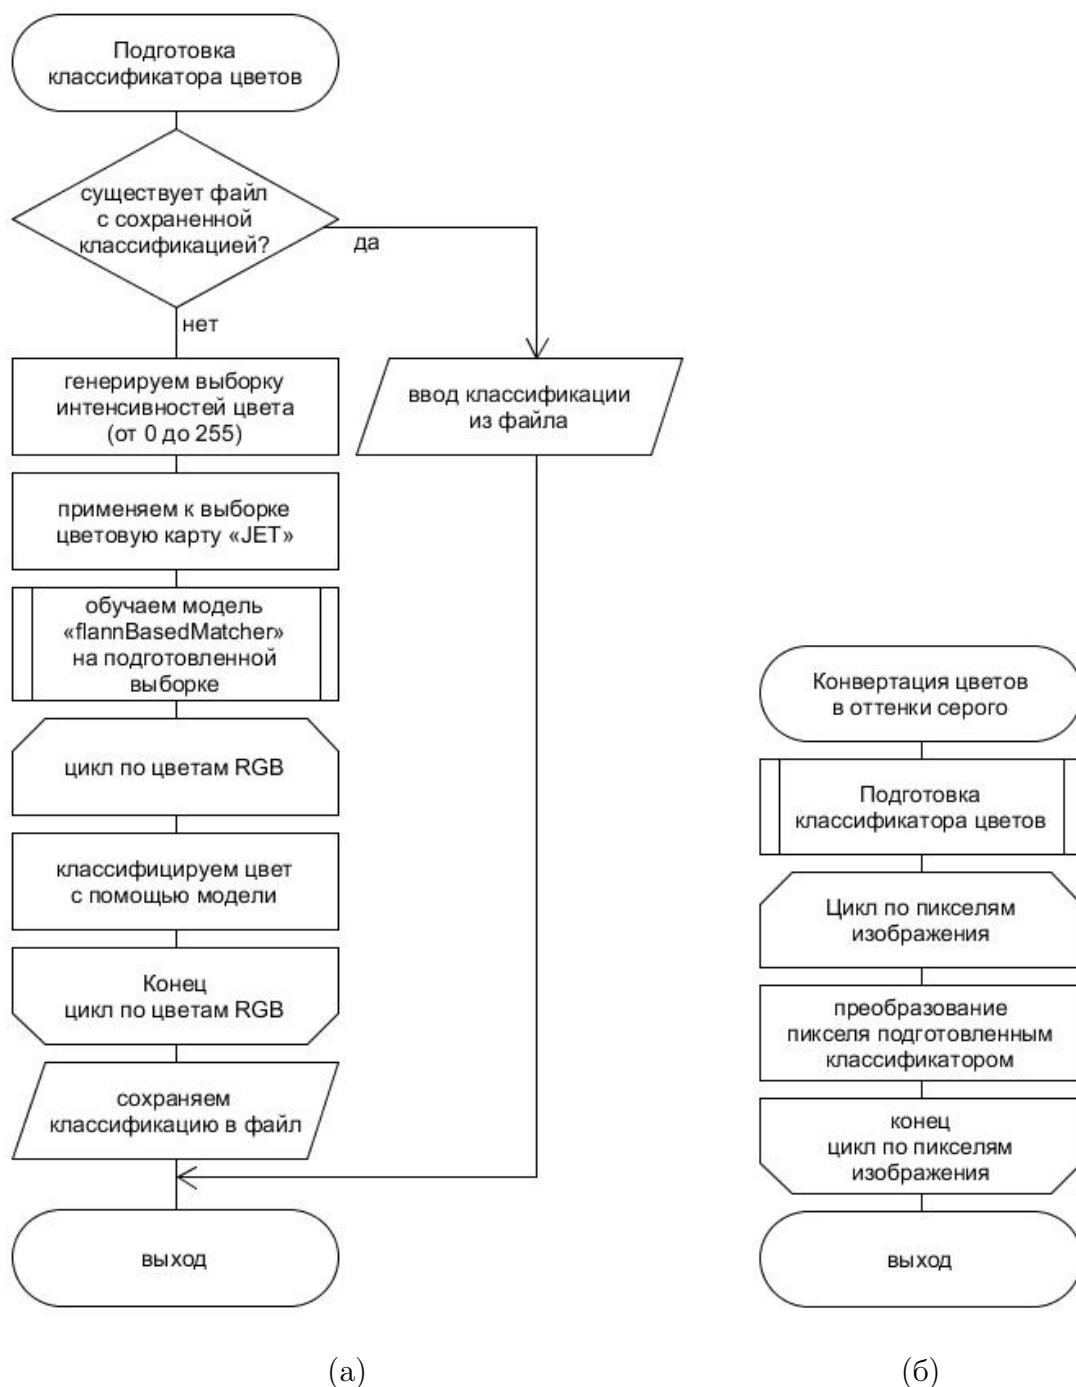 Подготовка
классификатора цветов
существует файл
с сохраненной
классификацией?
да
нет
генерируем выборку
интенсивностей цвета
(от 0 до 255)
ввод классификации
из файла
применяем к выборке
цветовую карту «JET»
обучаем модель
«flannBasedMatcher»
на подготовленной
выборке
цикл по цветам RGB
классифицируем цвет
с помощью модели
Конец
цикл по цветам RGB
сохраняем
классификацию в файл
выход
(а)
Конвертация цветов
в оттенки серого
Подготовка
классификатора цветов
Цикл по пикселям
изображения
преобразование
пикселя подготовленным
классификатором
конец
цикл по пикселям
изображения
выход
(б)